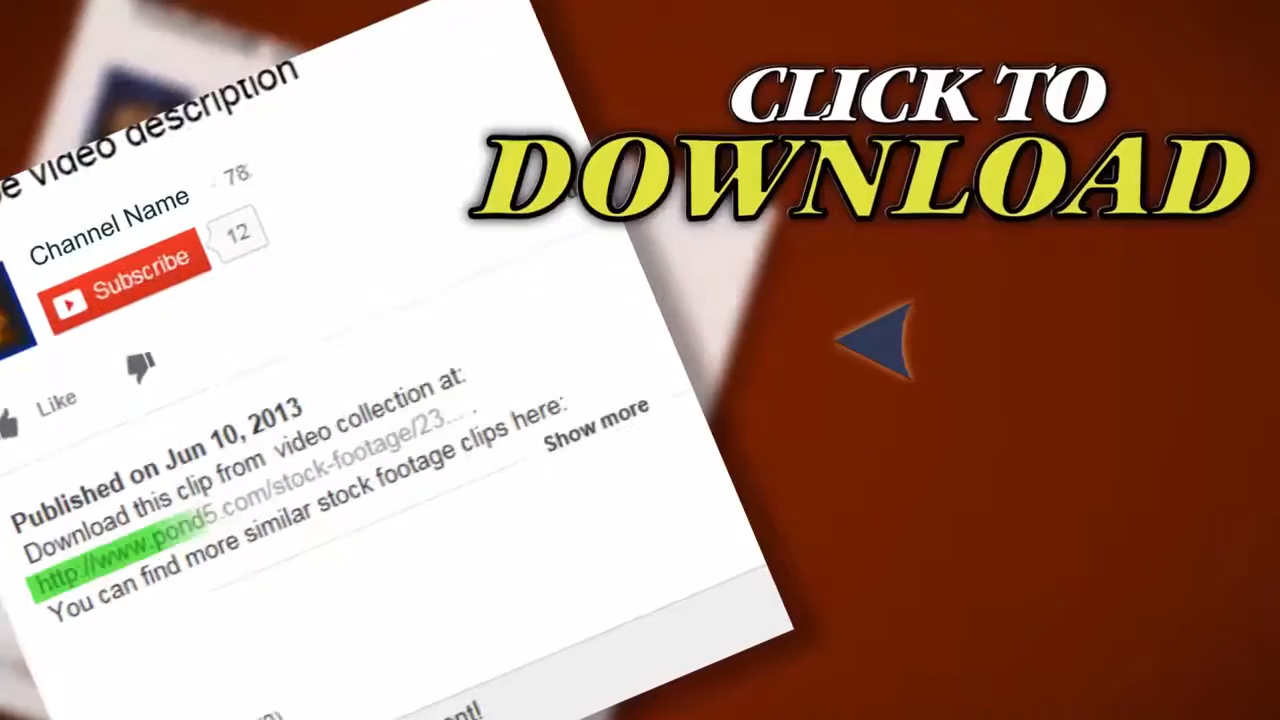 CLICK TO
DOWNLOAD
video description
Channel Name
78
Subscribe
12
Like
Published on Jun 10, 2013
Download this clip from video collection at:
http://www.pond5.com/stock-footage/23...
You can find more similar stock footage clips here:
Show more